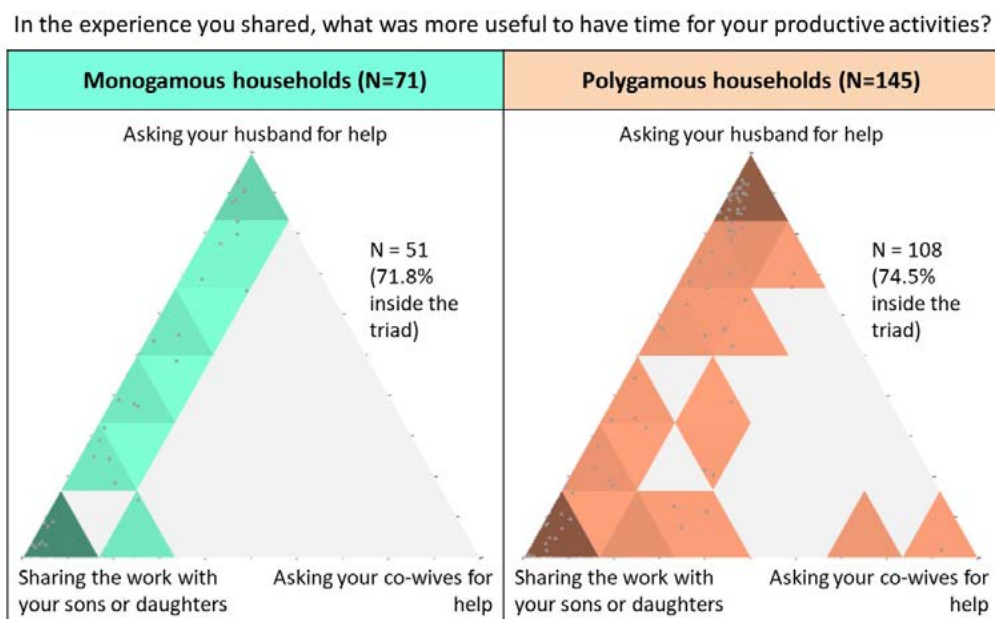 In the experience you shared, what was more useful to have time for your productive activities?
Monogamous households (N=71)
Polygamous households (N=145)
Asking your husband for help
N = 51
(71.8%
inside the
triad)
Sharing the work with
your sons or daughters
Asking your co-wives for
help
Asking your husband for help
N = 108
(74.5%
inside the
triad)
Sharing the work with
your sons or daughters
Asking your co-wives for
help